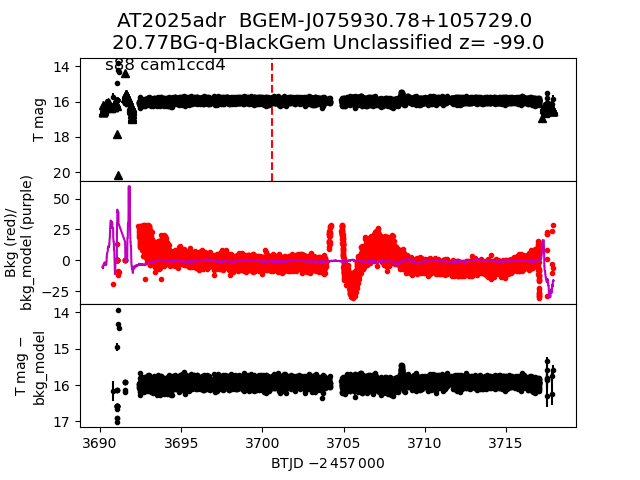 AT2025adr  BGEM-J075930.78+105729.0
20.77BG-q-BlackGem Unclassified z= -99.0
s88 cam1ccd4
14
16
18
20
T mag
50
25
0
−25
Bkg (red)/
bkg_model (purple)
14
15
16
17
T mag −
bkg_model
3690 3695 3700 3705 3710 3715
BTJD −2 457 000